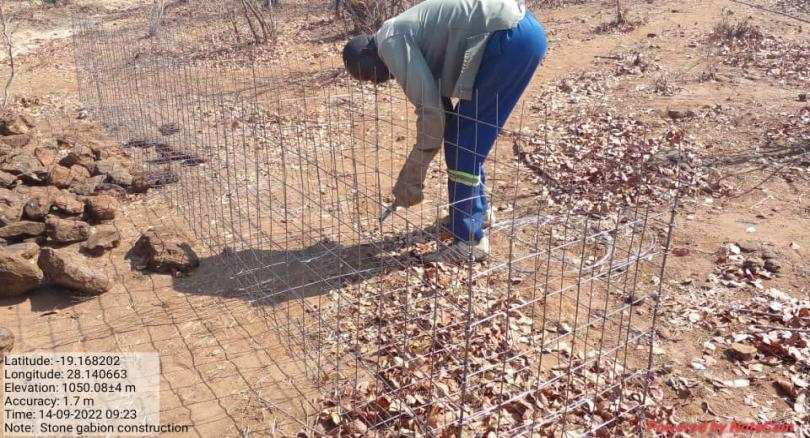 Latitude: -19.168202
Longitude: 28.140663
Elevation: 1050.08±4 m
Accuracy: 1.7 m
Time: 14-09-2022 09:23
Note: Stone gabion construction
Powered by NoteCam